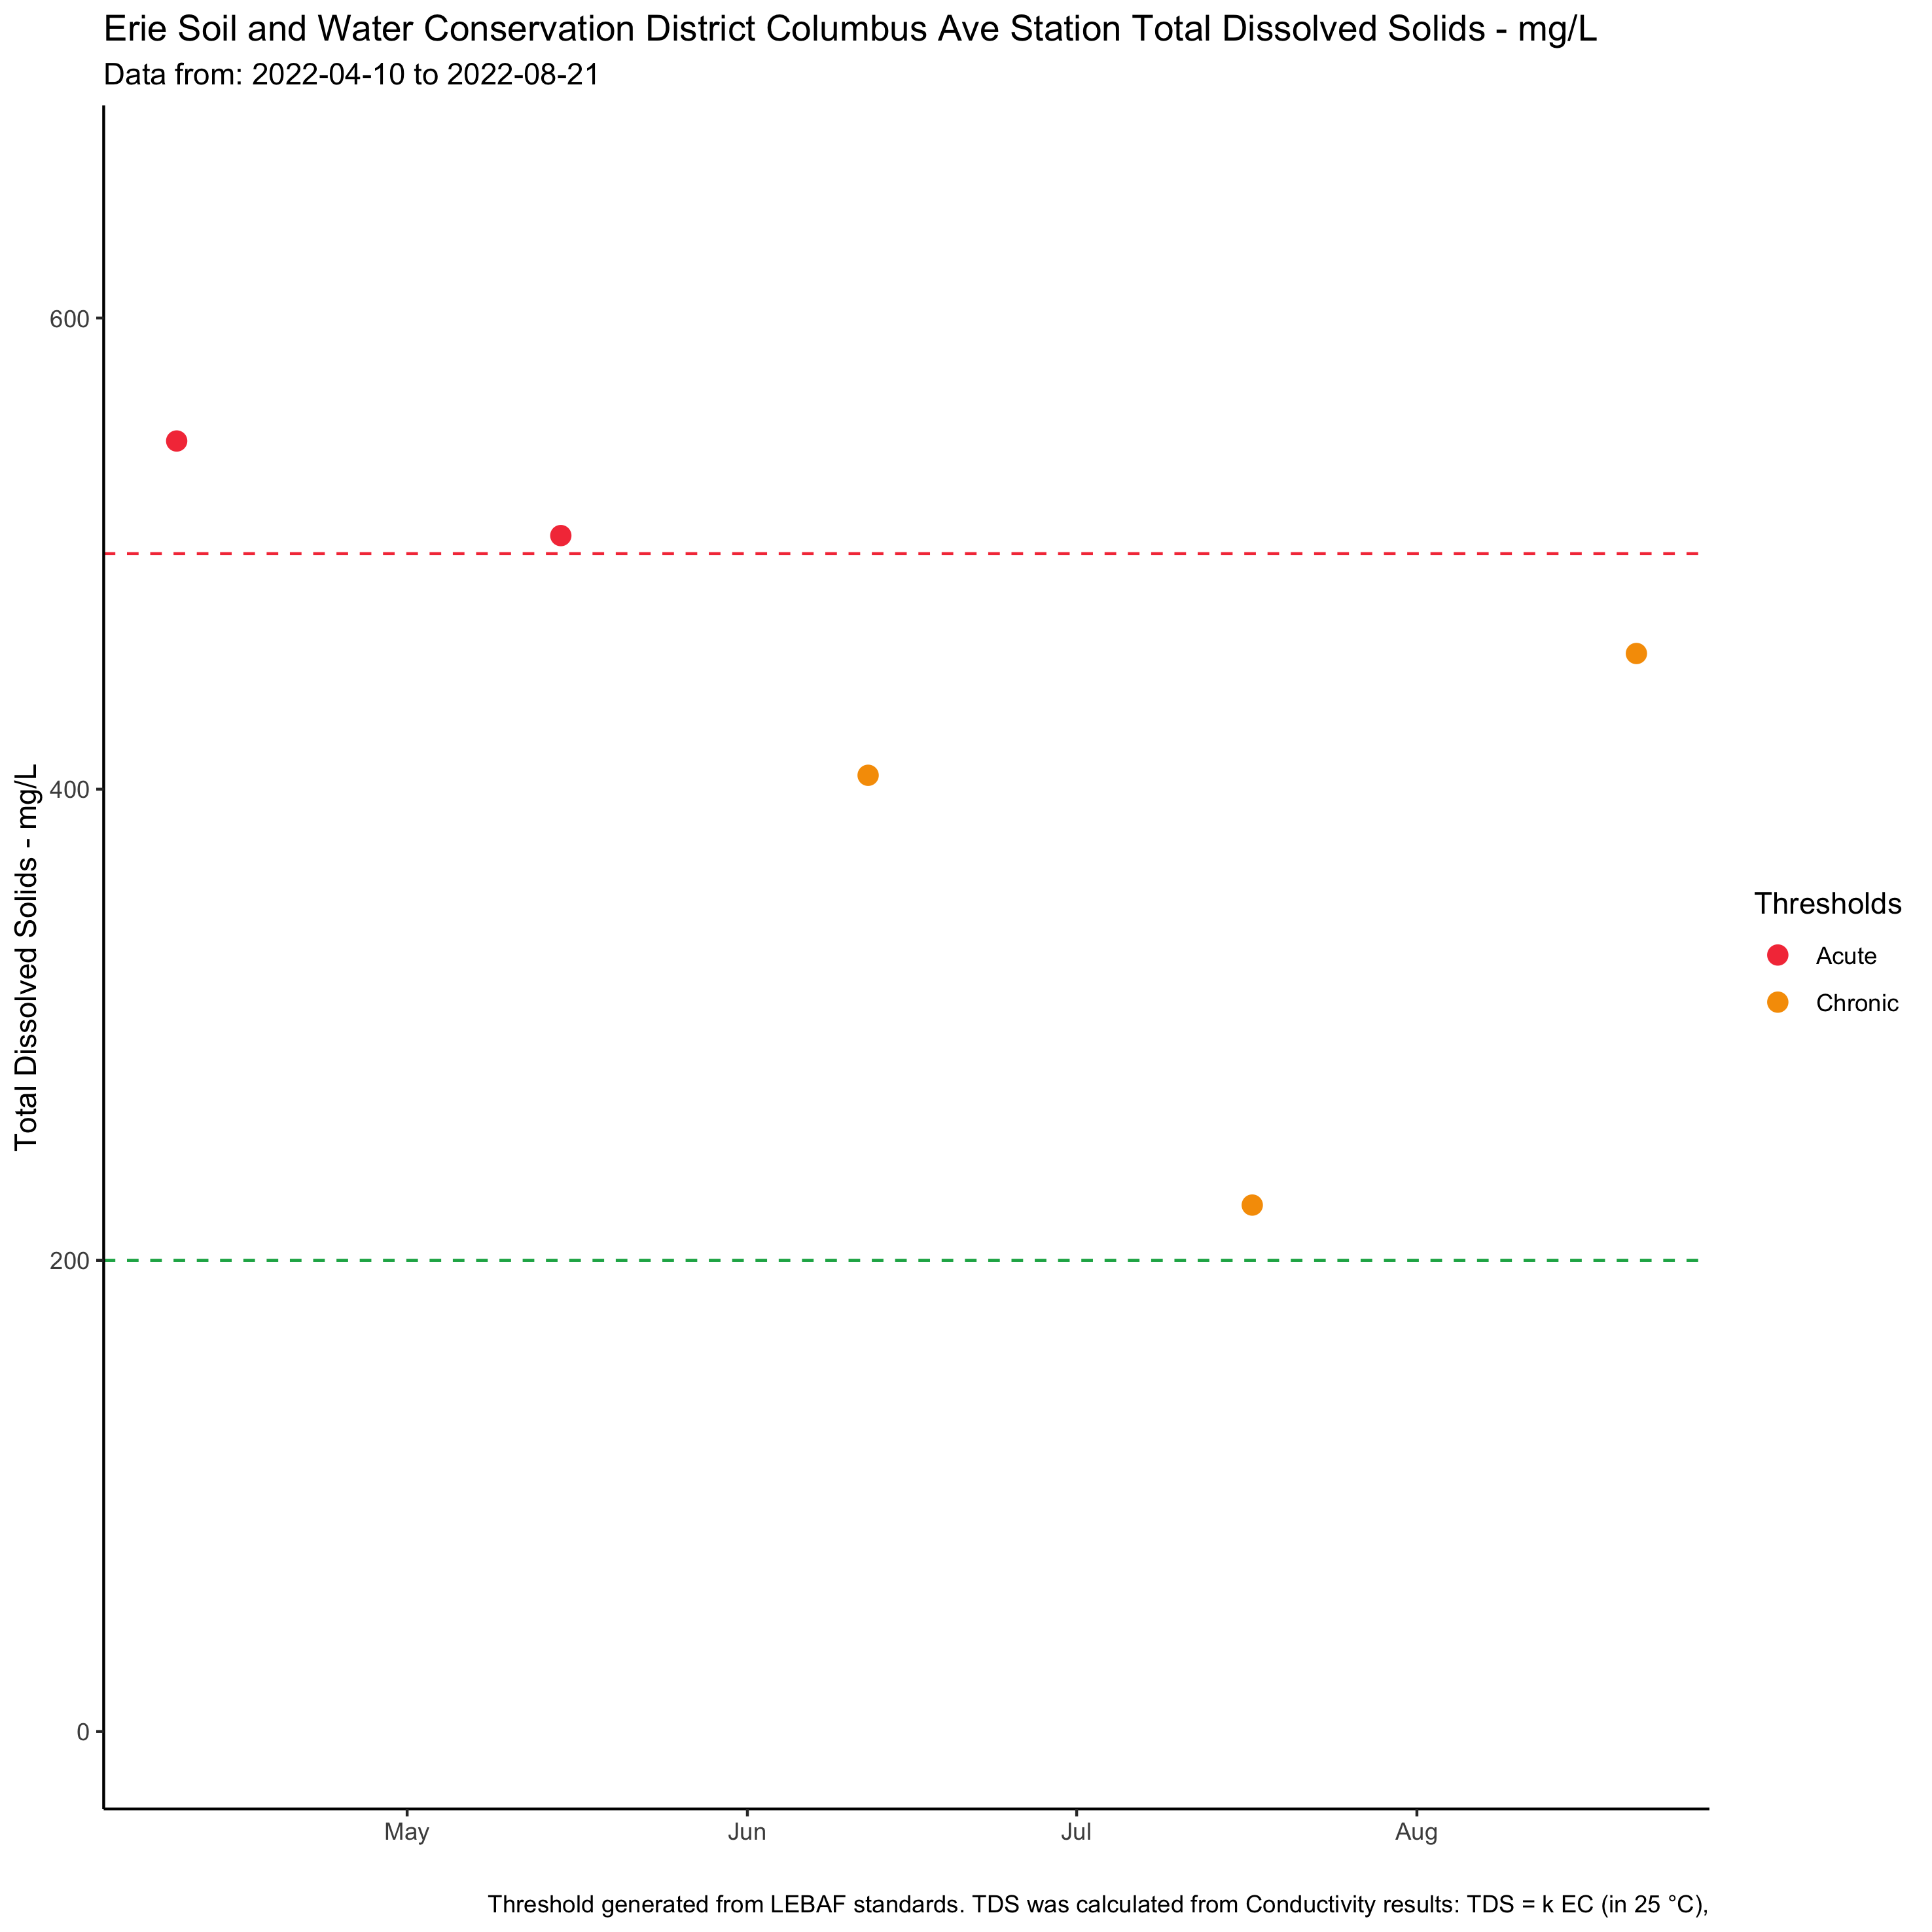 Erie Soil and Water Conservation District Columbus Ave Station Total Dissolved Solids - mg/L
Data from: 2022-04-10 to 2022-08-21
Total Dissolved Solids - mg/L
600
400
200
0
May
Jun
Jul
Aug
Thresholds
Acute
Chronic
Threshold generated from LEBAF standards. TDS was calculated from Conductivity results: TDS = k EC (in 25 °C),